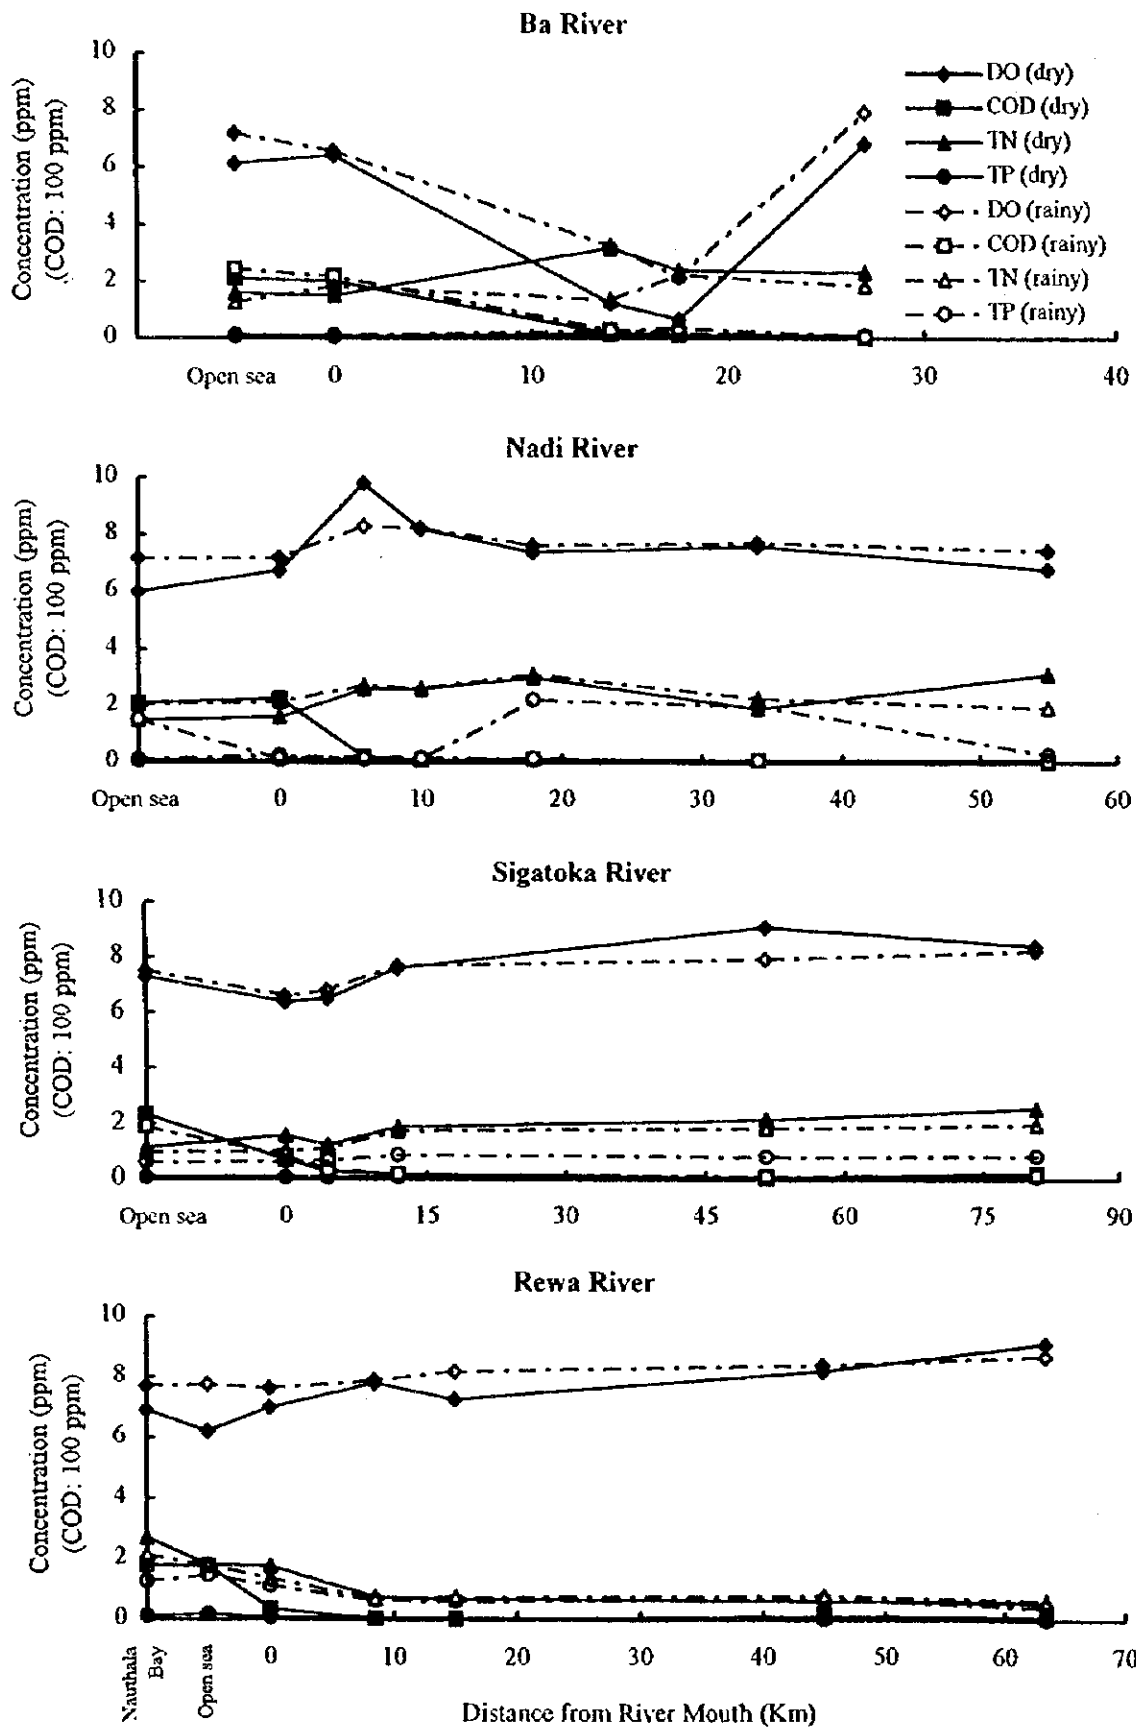 Ba River
Concentration (ppm)
(COD: 100 ppm)
10
8
6
4
2
0
DO (dry)
COD (dry)
TN (dry)
TP (dry)
DO (rainy)
COD (rainy)
TN (rainy)
TP (rainy)
Open sea 0 10 20 30 40
Nadi River
Concentration (ppm)
(COD: 100 ppm)
10
8
6
4
2
0
Open sea 0 10 20 30 40 50 60
Sigatoka River
Concentration (ppm)
(COD: 100 ppm)
10
8
6
4
2
0
Open sea 0 15 30 45 60 75 90
Rewa River
Concentration (ppm)
(COD: 100 ppm)
10
8
6
4
2
0
Nauthala
Bay
Open sea
0 10 20 30 40 50 60 70
Distance from River Mouth (Km)